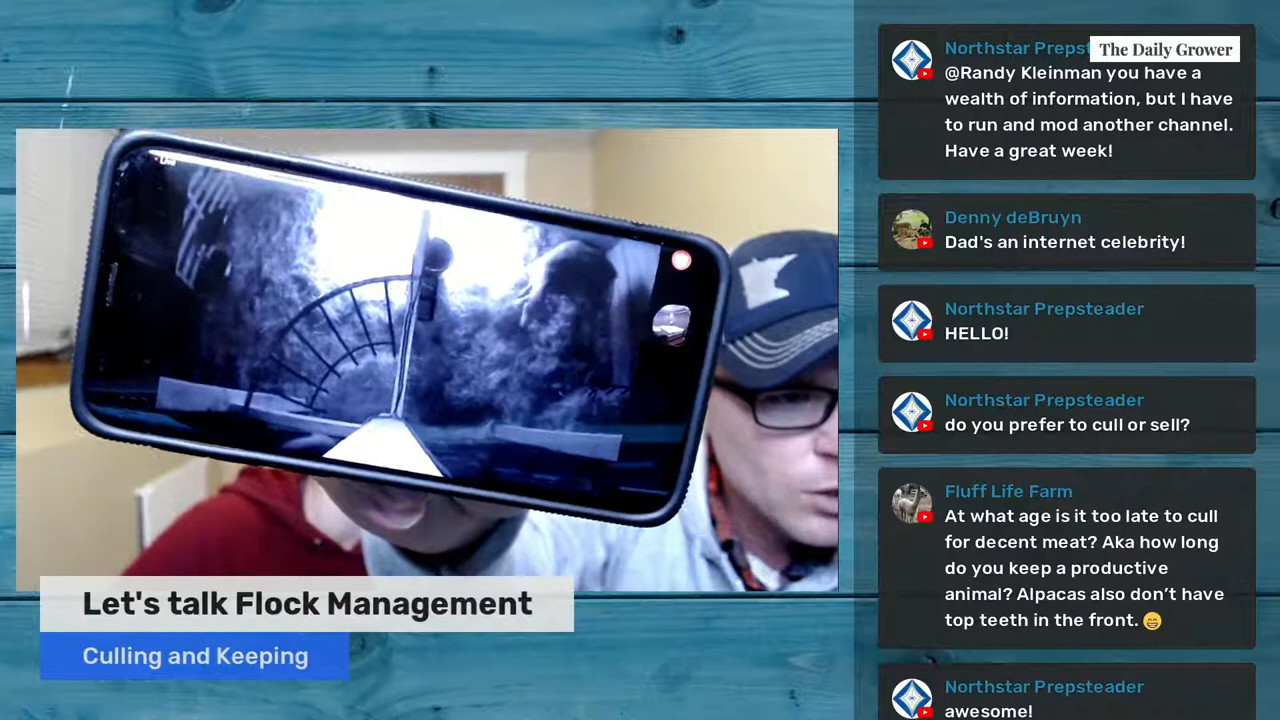 The Daily Grower
Northstar Prepst
@Randy Kleinman you have a
wealth of information, but I have
to run and mod another channel.
Have a great week!
Denny deBruyn
Dad's an internet celebrity!
Northstar Prepsteader
HELLO!
Northstar Prepsteader
do you prefer to cull or sell?
Fluff Life Farm
At what age is it too late to cull
for decent meat? Aka how long
do you keep a productive
animal? Alpacas also don’t have
top teeth in the front. 😄
Northstar Prepsteader
awesome!
Let's talk Flock Management
Culling and Keeping